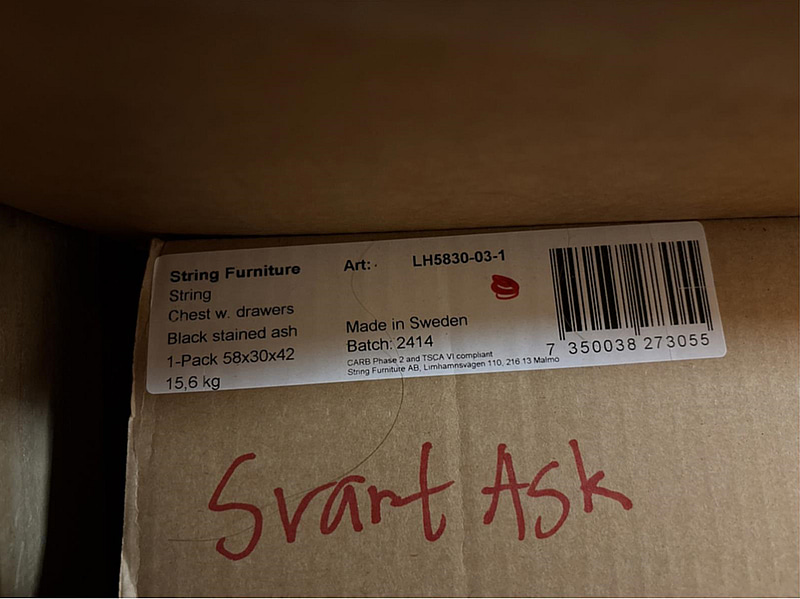 String Furniture
String
Chest w. drawers
Black stained ash
1-Pack 58x30x42
15,6 kg
Art: LH5830-03-1
Made in Sweden
Batch: 2414
CARB Phase 2 and TSCA VI compliant
String Furniture AB, Limhamnsvägen 110, 216 13 Malmö
7 350038 273055
Svart Ask